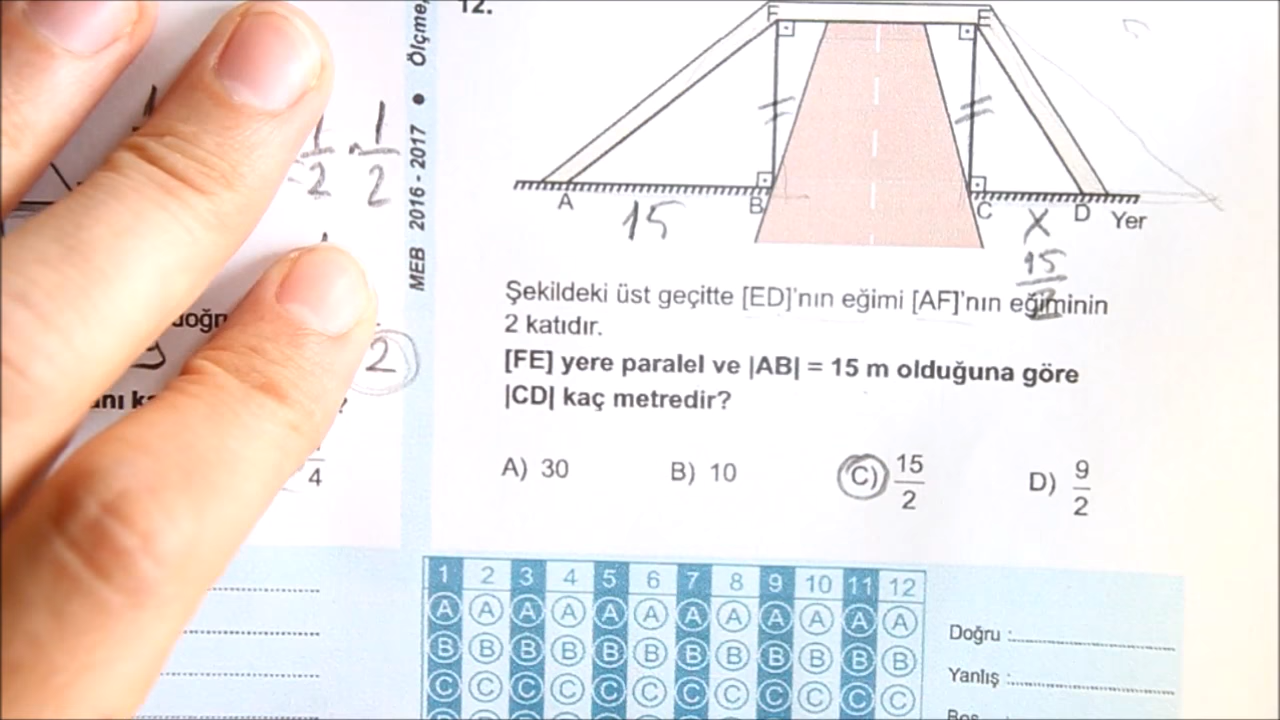 12.
F E
A B C D Yer
15 x
15
Şekildeki üst geçitte [ED]'nın eğimi [AF]'nın eğiminin
2 katıdır.
[FE] yere paralel ve |AB| = 15 m olduğuna göre
|CD| kaç metredir?
A) 30 B) 10 C) 15/2 D) 9/2
MEB 2016 - 2017 ● Ölçme,
1/2 1/2
2
4
1 2 3 4 5 6 7 8 9 10 11 12
A A A A A A A A A A A A
B B B B B B B B B B B B
C C C C C C C C C C C C
Doğru :
Yanlış :